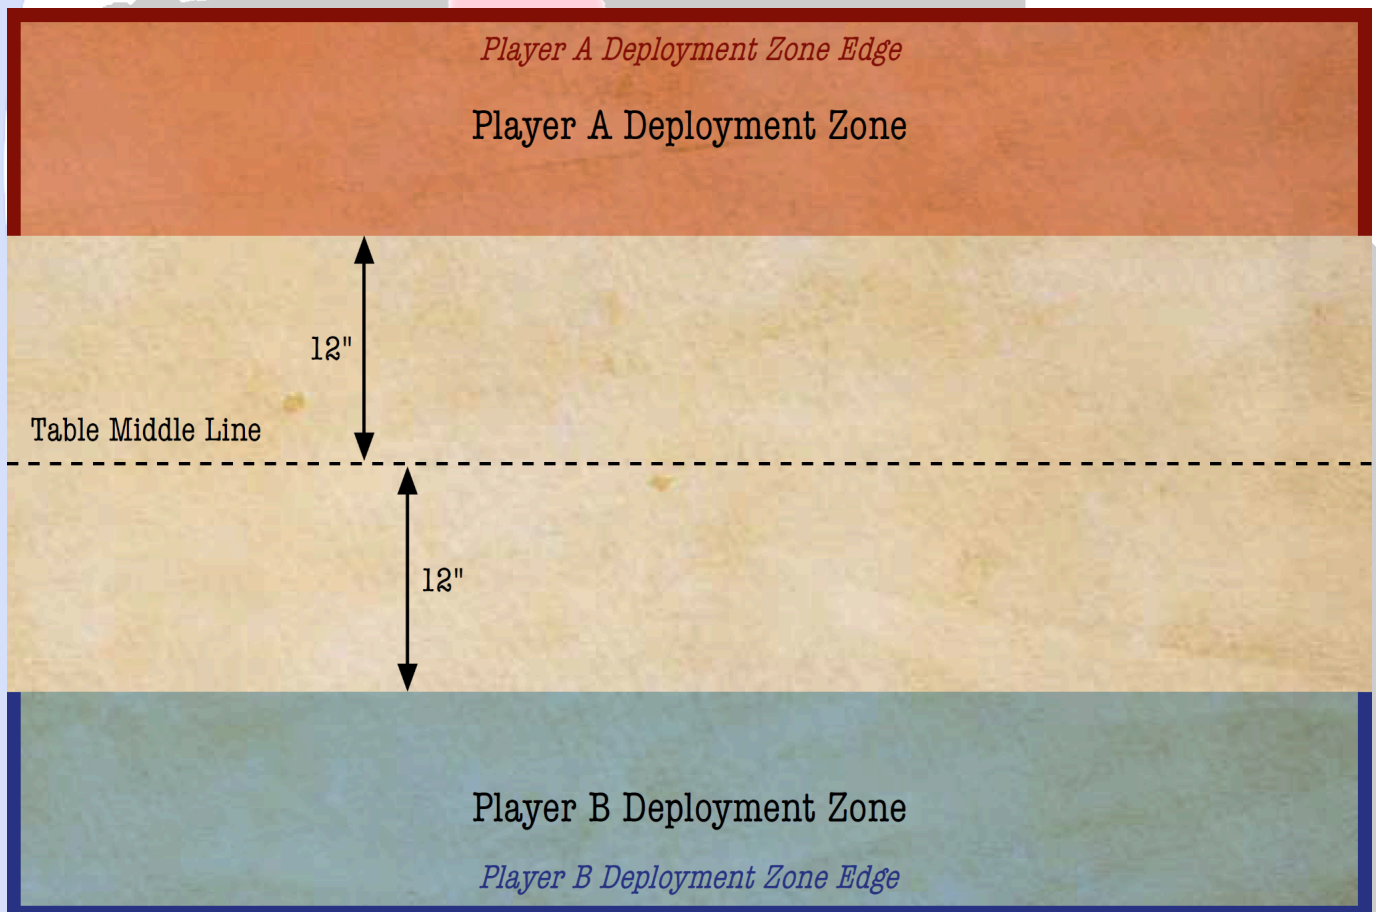 Player A Deployment Zone Edge
Player A Deployment Zone
12"
Table Middle Line
12"
Player B Deployment Zone
Player B Deployment Zone Edge